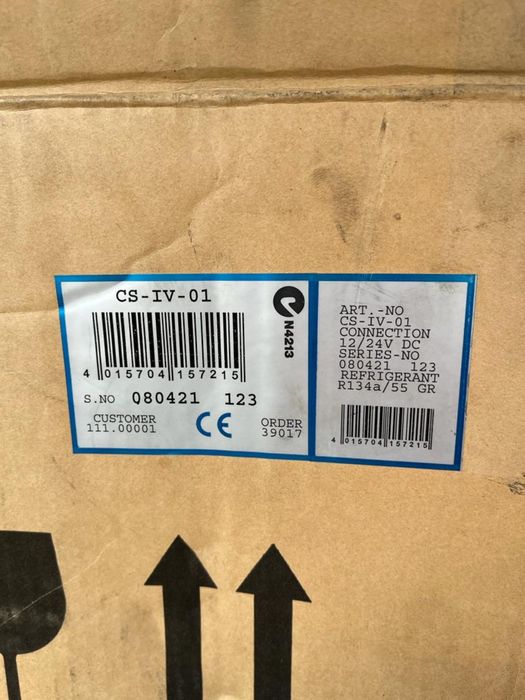 CS-IV-01
4 015704 157215
S.NO 080421 123
CUSTOMER
111.00001
CE
ORDER
39017
N4213
ART.-NO
CS-IV-01
CONNECTION
12/24V DC
SERIES-NO
080421 123
REFRIGERANT
R134a/55 GR
4 015704 157215